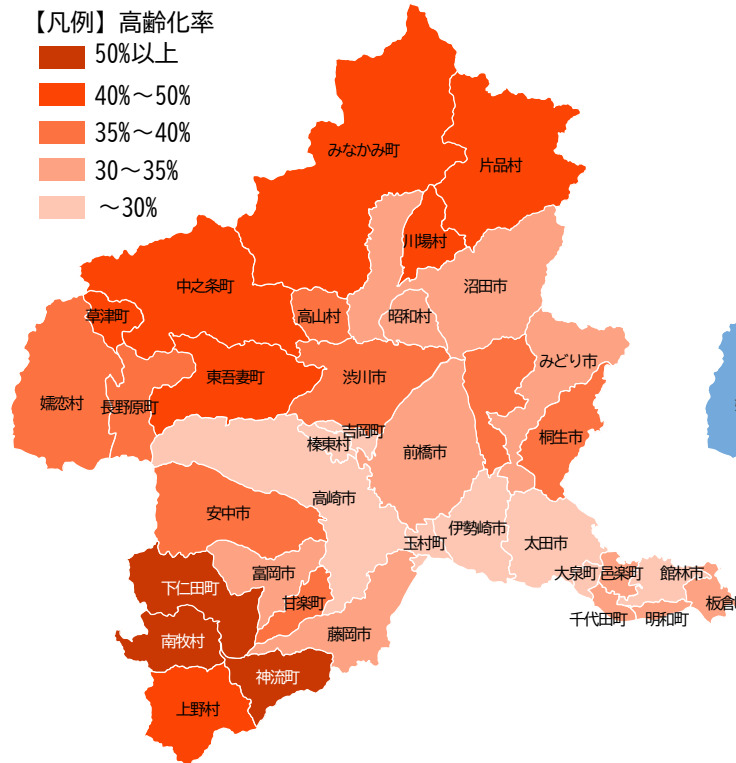 【凡例】高齢化率
50%以上
40%～50%
35%～40%
30～35%
～30%
みなかみ町
片品村
川場村
沼田市
中之条町
草津町
高山村
昭和村
みどり市
東吾妻町
渋川市
嬬恋村
長野原町
吉岡町
榛東村
前橋市
桐生市
高崎市
安中市
伊勢崎市
玉村町
太田市
富岡市
大泉町
邑楽町
館林市
下仁田町
甘楽町
板倉
千代田町
明和町
藤岡市
南牧村
神流町
上野村